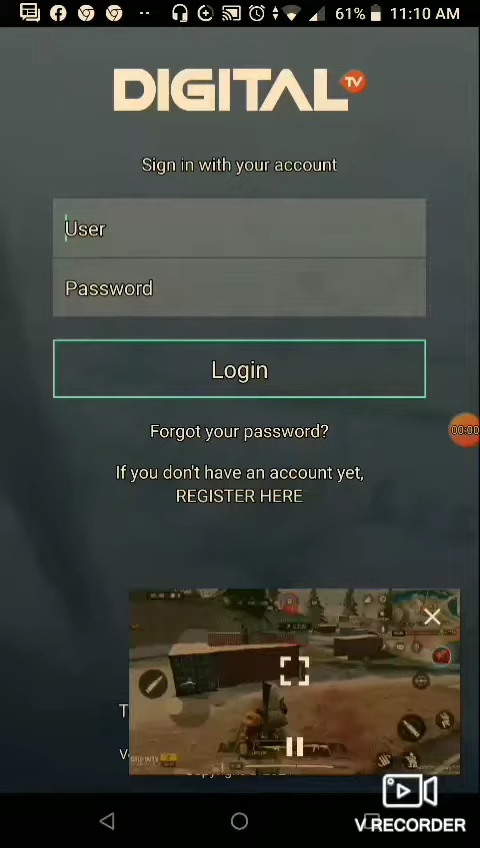 61% 11:10 AM
DIGITAL TV
Sign in with your account
User
Password
Login
00:00
Forgot your password?
If you don't have an account yet,
REGISTER HERE
V RECORDER